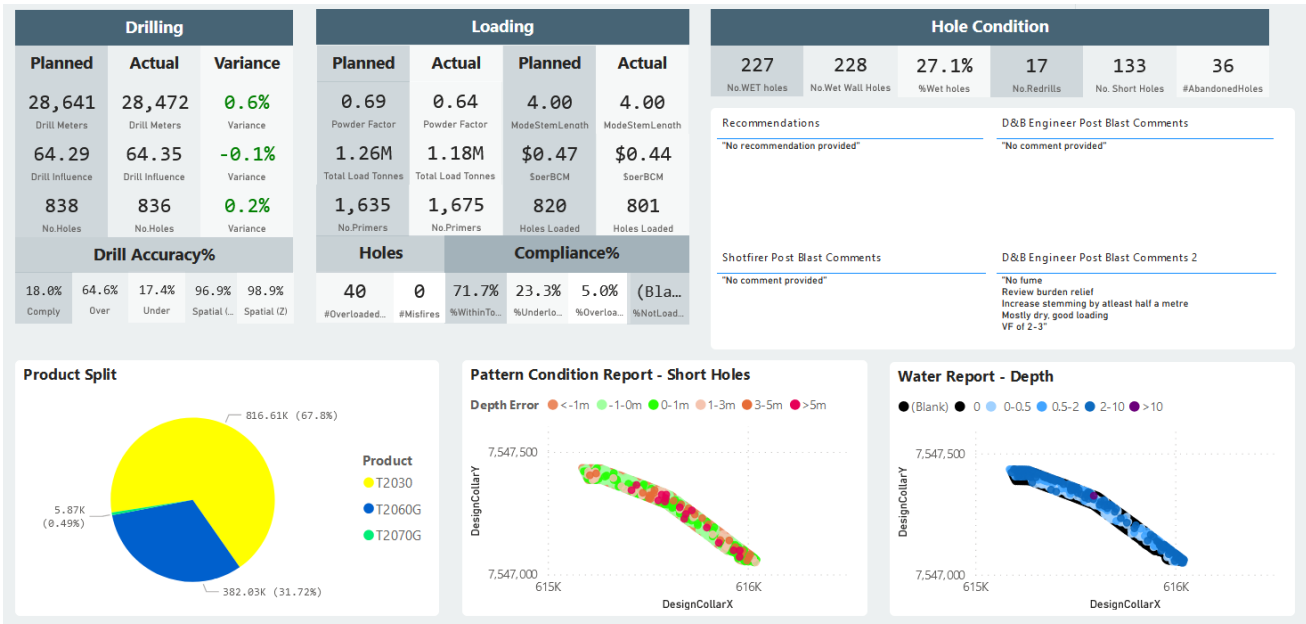 Drilling
Planned Actual Variance
28,641 28,472 0.6%
Drill Meters Drill Meters Variance
64.29 64.35 -0.1%
Drill Influence Drill Influence Variance
838 836 0.2%
No.Holes No.Holes Variance
Drill Accuracy%
18.0% 64.6% 17.4% 96.9% 98.9%
Comply Over Under Spatial (... Spatial (Z)
Loading
Planned Actual Planned Actual
0.69 0.64 4.00 4.00
Powder Factor Powder Factor ModeStemLength ModeStemLength
1.26M 1.18M $0.47 $0.44
Total Load Tonnes Total Load Tonnes $perBCM $perBCM
1,635 1,675 820 801
No.Primers No.Primers Holes Loaded Holes Loaded
Holes Compliance%
40 0 71.7% 23.3% 5.0% (Bla...
#Overloaded... #Misfires %WithinTo... %Underlo... %Overloa... %NotLoad...
Hole Condition
227 228 27.1% 17 133 36
No.WET holes No.Wet Wall Holes %Wet holes No.Redrills No. Short Holes #AbandonedHoles
Recommendations
"No recommendation provided"
D&B Engineer Post Blast Comments
"No comment provided"
Shotfirer Post Blast Comments
"No comment provided"
D&B Engineer Post Blast Comments 2
"No fume
Review burden relief
Increase stemming by atleast half a metre
Mostly dry, good loading
VF of 2-3"
Product Split
816.61K (67.8%)
5.87K
(0.49%)
382.03K (31.72%)
Product
T2030
T2060G
T2070G
Pattern Condition Report - Short Holes
Depth Error <-1m -1-0m 0-1m 1-3m 3-5m >5m
DesignCollarY
7,547,500
7,547,000
615K 616K
DesignCollarX
Water Report - Depth
(Blank) 0 0-0.5 0.5-2 2-10 >10
DesignCollarY
7,547,500
7,547,000
615K 616K
DesignCollarX